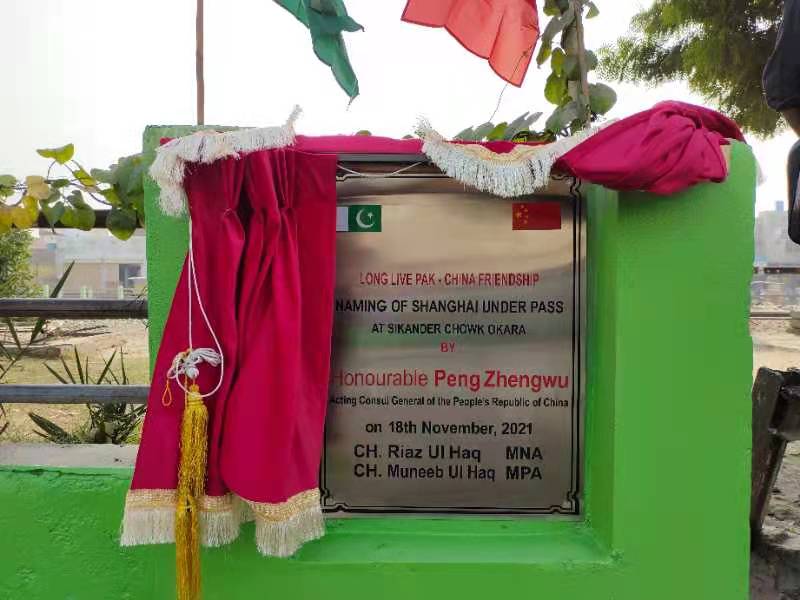 LONG LIVE PAK - CHINA FRIENDSHIP
NAMING OF SHANGHAI UNDER PASS
AT SIKANDER CHOWK OKARA
BY
Honourable Peng Zhengwu
Acting Consul General of the People's Republic of China
on 18th November, 2021
CH. Riaz Ul Haq MNA
CH. Muneeb Ul Haq MPA